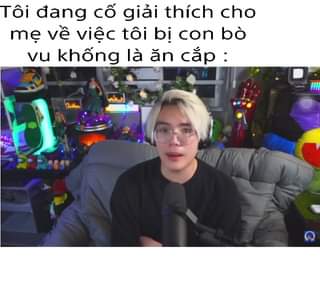 Tôi đang cố giải thích cho
mẹ về việc tôi bị con bò
vu khống là ăn cắp :